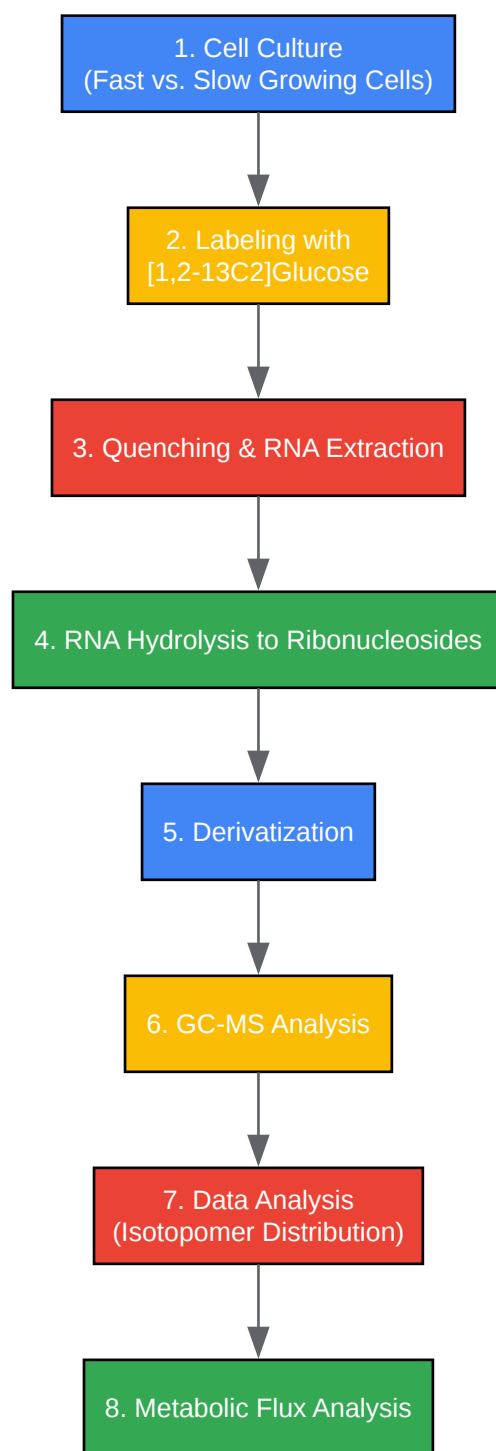 1. Cell Culture
(Fast vs. Slow Growing Cells)
2. Labeling with
[1,2-13C2]Glucose
3. Quenching & RNA Extraction
4. RNA Hydrolysis to Ribonucleosides
5. Derivatization
6. GC-MS Analysis
7. Data Analysis
(Isotopomer Distribution)
8. Metabolic Flux Analysis